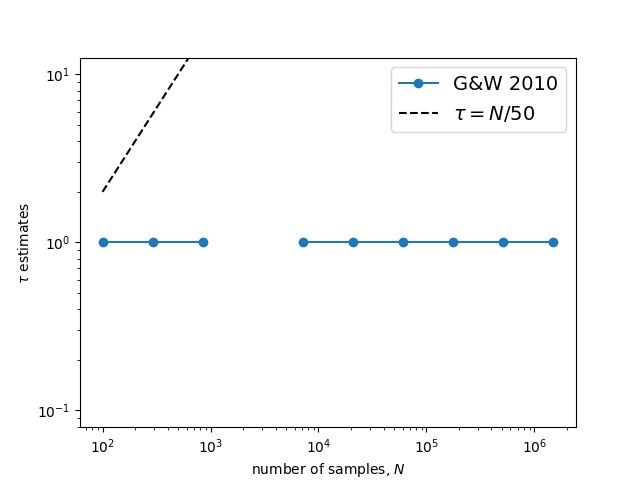 G&W 2010
τ = N/50
10¹
10⁰
10⁻¹
τ estimates
10² 10³ 10⁴ 10⁵ 10⁶
number of samples, N